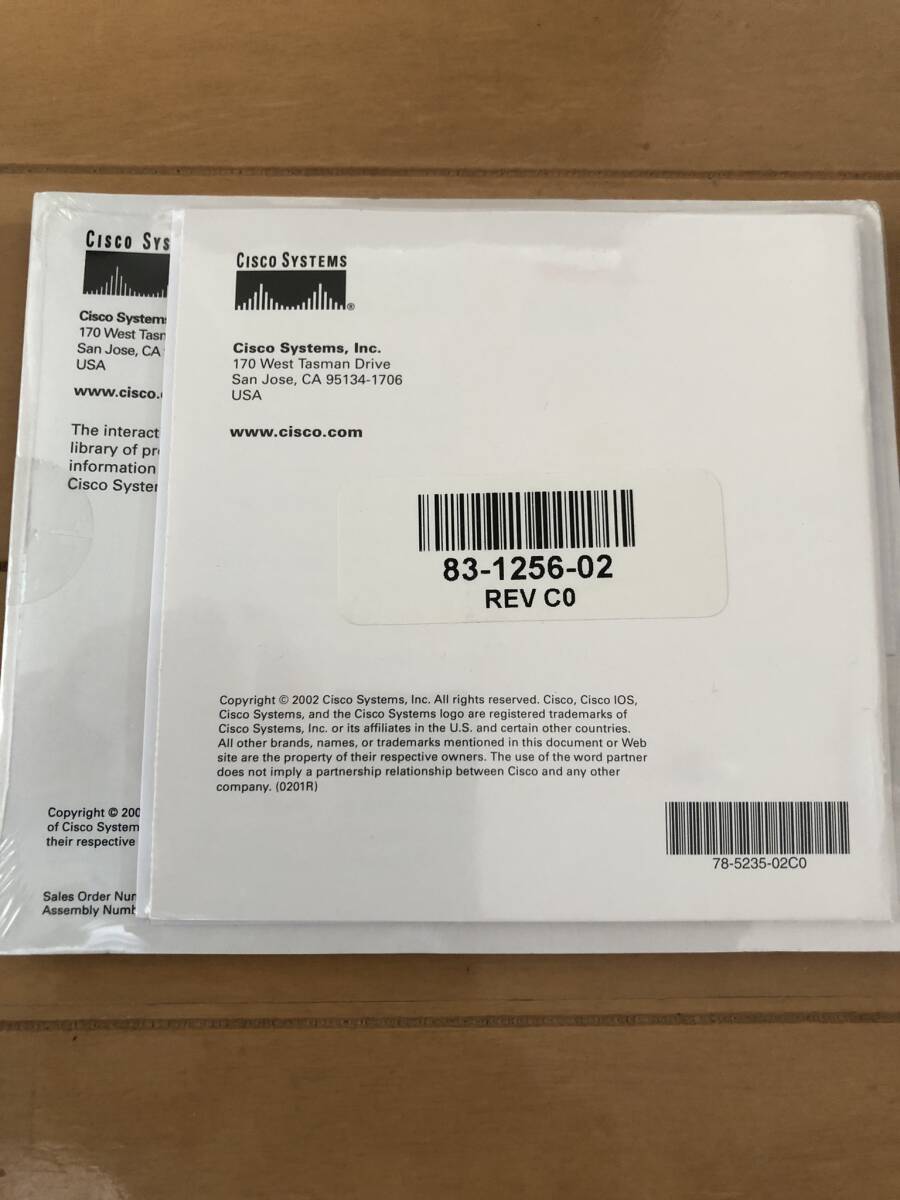 CISCO SYS
Cisco Systems
170 West Tasn
San Jose, CA
USA
www.cisco.
The interact
library of pr
information
Cisco System
Copyright © 200
of Cisco System
their respective
Sales Order Num
Assembly Numb
CISCO SYSTEMS
®
Cisco Systems, Inc.
170 West Tasman Drive
San Jose, CA 95134-1706
USA
www.cisco.com
83-1256-02
REV C0
Copyright © 2002 Cisco Systems, Inc. All rights reserved. Cisco, Cisco IOS,
Cisco Systems, and the Cisco Systems logo are registered trademarks of
Cisco Systems, Inc. or its affiliates in the U.S. and certain other countries.
All other brands, names, or trademarks mentioned in this document or Web
site are the property of their respective owners. The use of the word partner
does not imply a partnership relationship between Cisco and any other
company. (0201R)
78-5235-02C0